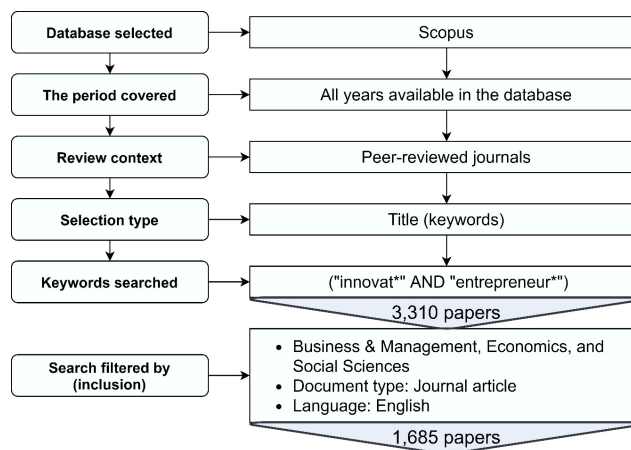 Database selected
Scopus
The period covered
All years available in the database
Review context
Peer-reviewed journals
Selection type
Title (keywords)
Keywords searched
("innovat*" AND "entrepreneur*")
3,310 papers
Search filtered by
(inclusion)
• Business & Management, Economics, and
Social Sciences
• Document type: Journal article
• Language: English
1,685 papers